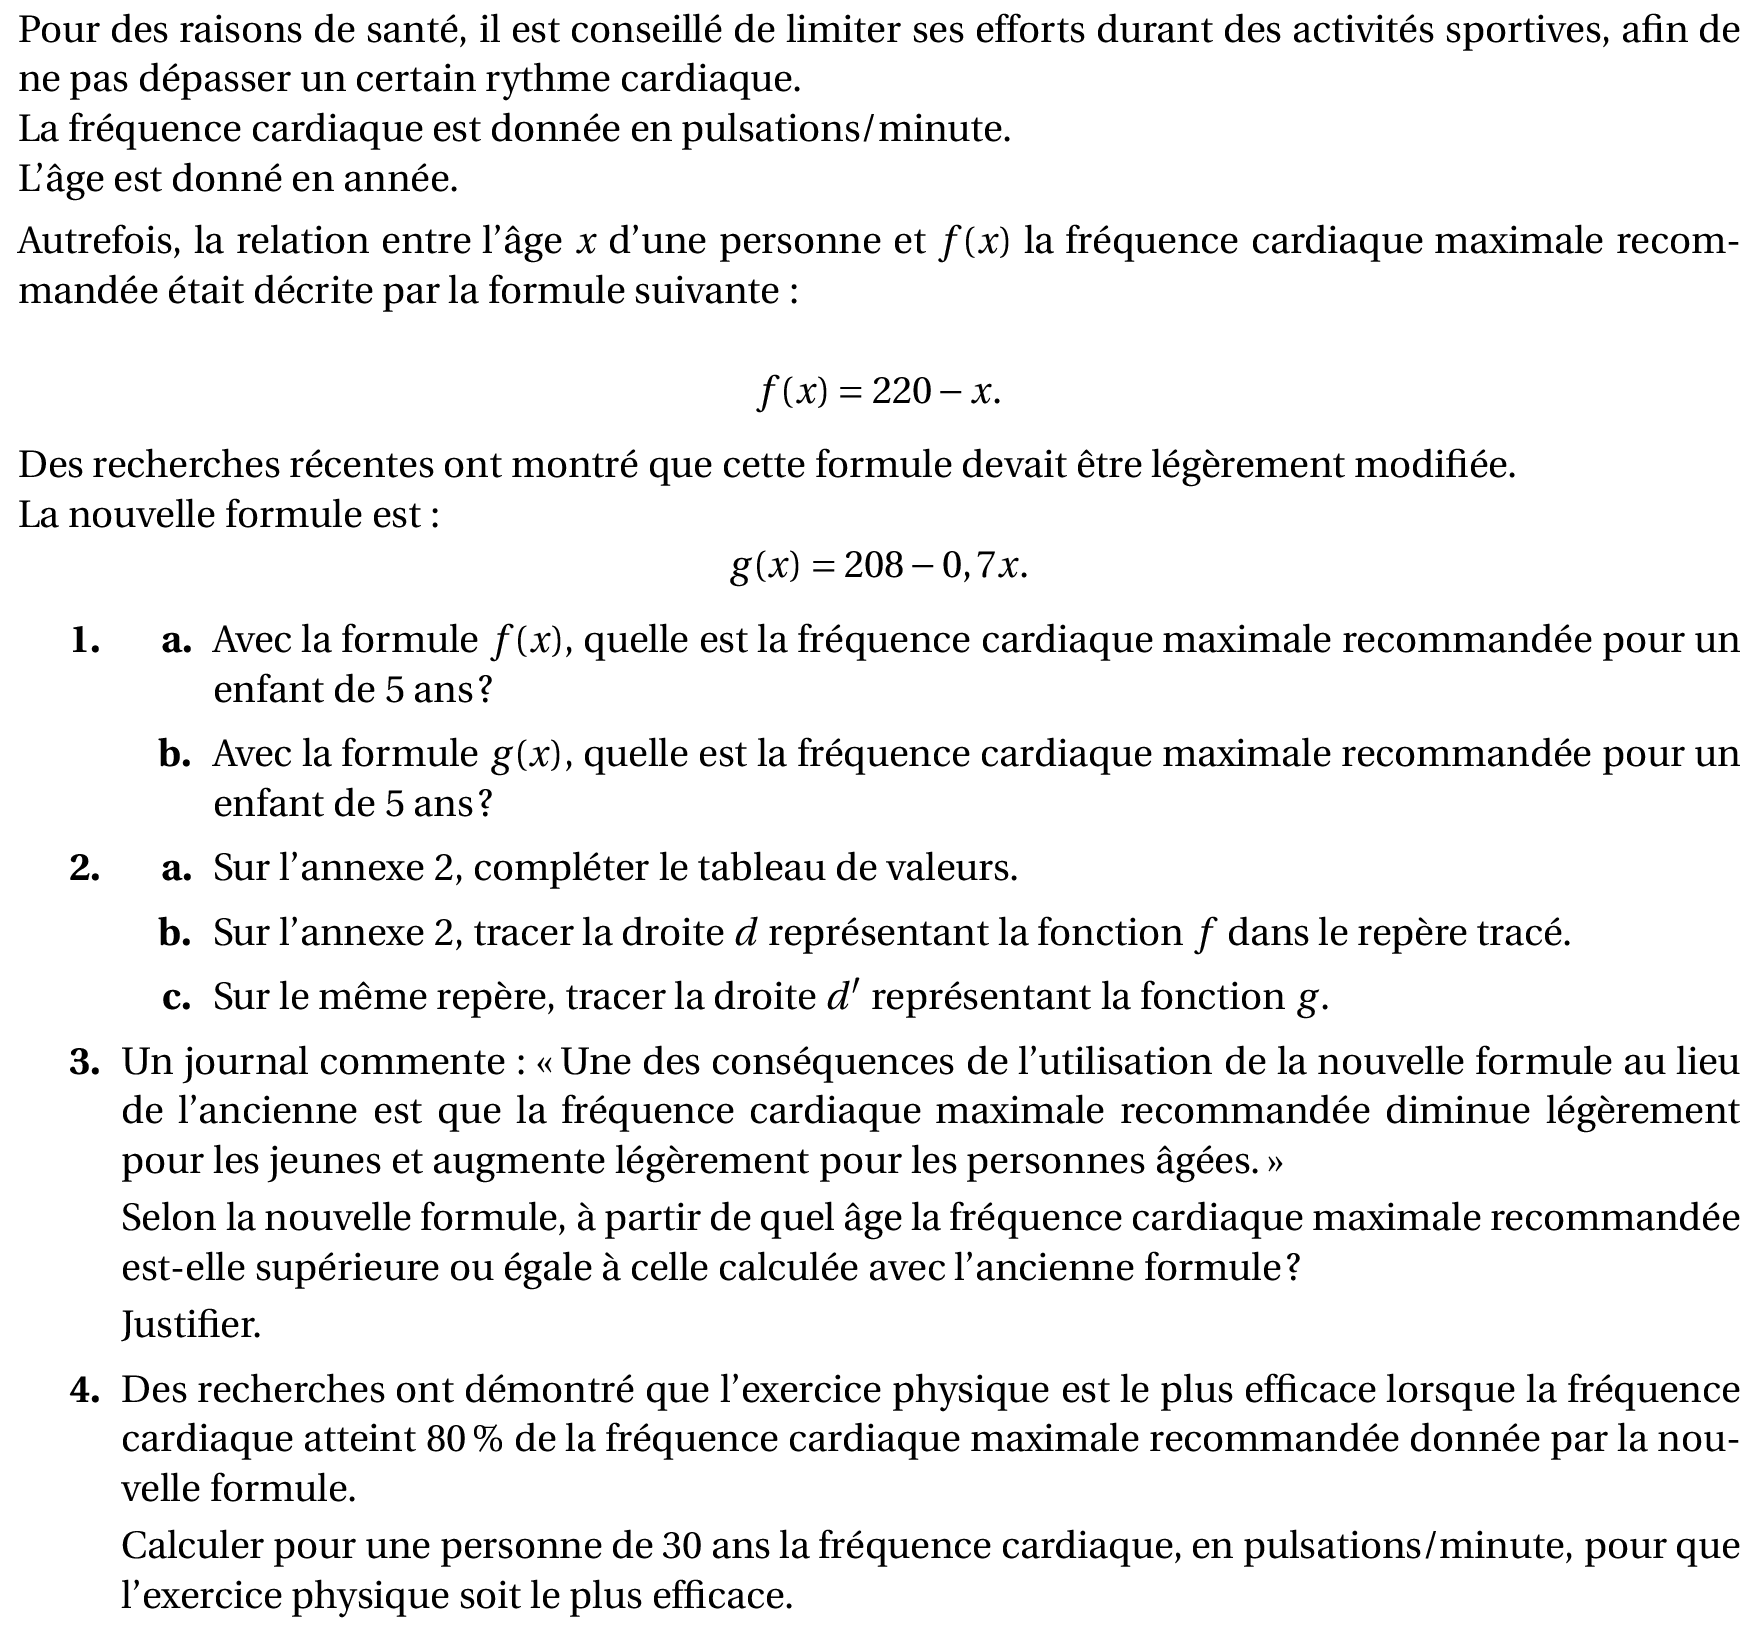 Pour des raisons de santé, il est conseillé de limiter ses efforts durant des activités sportives, afin de
ne pas dépasser un certain rythme cardiaque.
La fréquence cardiaque est donnée en pulsations/minute.
L'âge est donné en année.
Autrefois, la relation entre l'âge x d'une personne et f(x) la fréquence cardiaque maximale recom-
mandée était décrite par la formule suivante :
f(x) = 220 − x.
Des recherches récentes ont montré que cette formule devait être légèrement modifiée.
La nouvelle formule est :
g(x) = 208 − 0,7x.
1. a. Avec la formule f(x), quelle est la fréquence cardiaque maximale recommandée pour un
enfant de 5 ans ?
b. Avec la formule g(x), quelle est la fréquence cardiaque maximale recommandée pour un
enfant de 5 ans ?
2. a. Sur l'annexe 2, compléter le tableau de valeurs.
b. Sur l'annexe 2, tracer la droite d représentant la fonction f dans le repère tracé.
c. Sur le même repère, tracer la droite d′ représentant la fonction g.
3. Un journal commente : « Une des conséquences de l'utilisation de la nouvelle formule au lieu
de l'ancienne est que la fréquence cardiaque maximale recommandée diminue légèrement
pour les jeunes et augmente légèrement pour les personnes âgées. »
Selon la nouvelle formule, à partir de quel âge la fréquence cardiaque maximale recommandée
est-elle supérieure ou égale à celle calculée avec l'ancienne formule ?
Justifier.
4. Des recherches ont démontré que l'exercice physique est le plus efficace lorsque la fréquence
cardiaque atteint 80 % de la fréquence cardiaque maximale recommandée donnée par la nou-
velle formule.
Calculer pour une personne de 30 ans la fréquence cardiaque, en pulsations/minute, pour que
l'exercice physique soit le plus efficace.